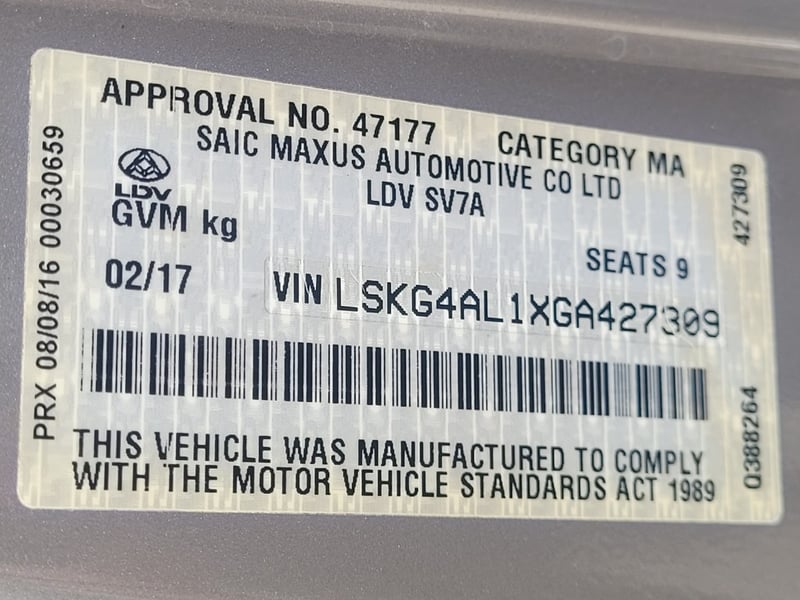 APPROVAL NO. 47177 CATEGORY MA
SAIC MAXUS AUTOMOTIVE CO LTD
LDV
LDV SV7A
GVM kg
SEATS 9
02/17
VIN LSKG4AL1XGA427309
THIS VEHICLE WAS MANUFACTURED TO COMPLY
WITH THE MOTOR VEHICLE STANDARDS ACT 1989
PRX 08/08/16 00030659
427309
Q388264